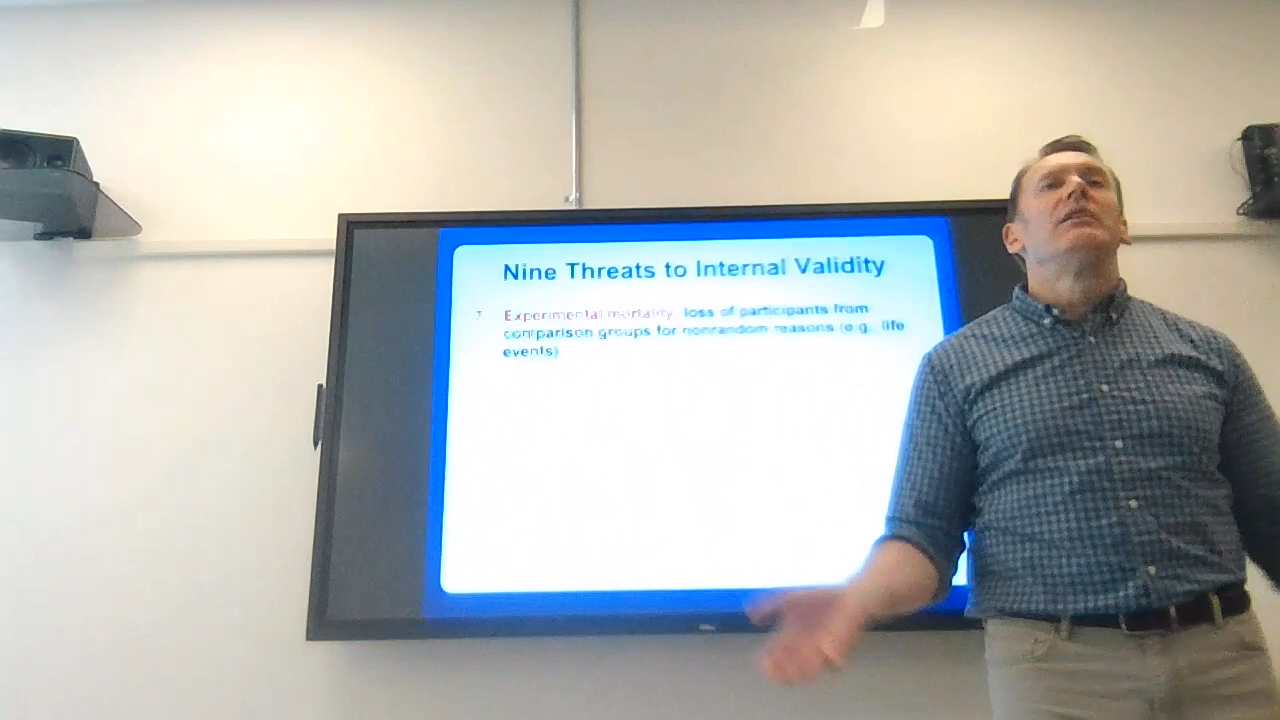 Nine Threats to Internal Validity
7. Experimental mortality: loss of participants from
comparison groups for nonrandom reasons (e.g., life
events)